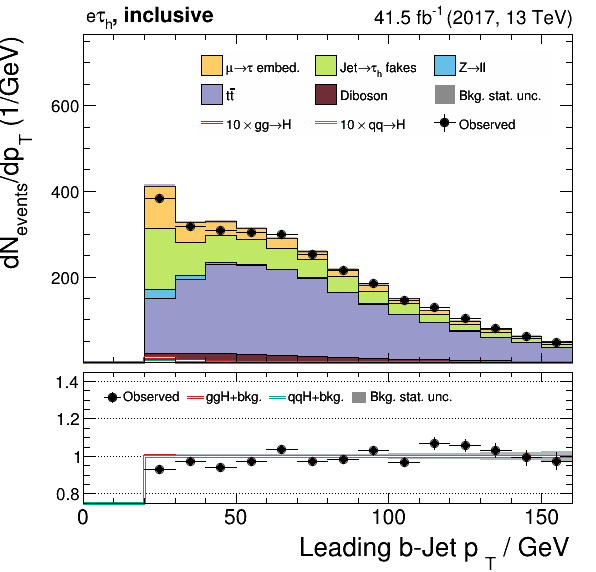 eτh, inclusive 41.5 fb⁻¹ (2017, 13 TeV)
dNevents/dpT (1/GeV)
μ→τ embed. Jet→τh fakes Z→ll
tt̄ Diboson Bkg. stat. unc.
10 × gg→H 10 × qq→H Observed
600
400
200
1.4
Observed ggH+bkg. qqH+bkg. Bkg. stat. unc.
1.2
1
0.8
0 50 100 150
Leading b-Jet pT / GeV